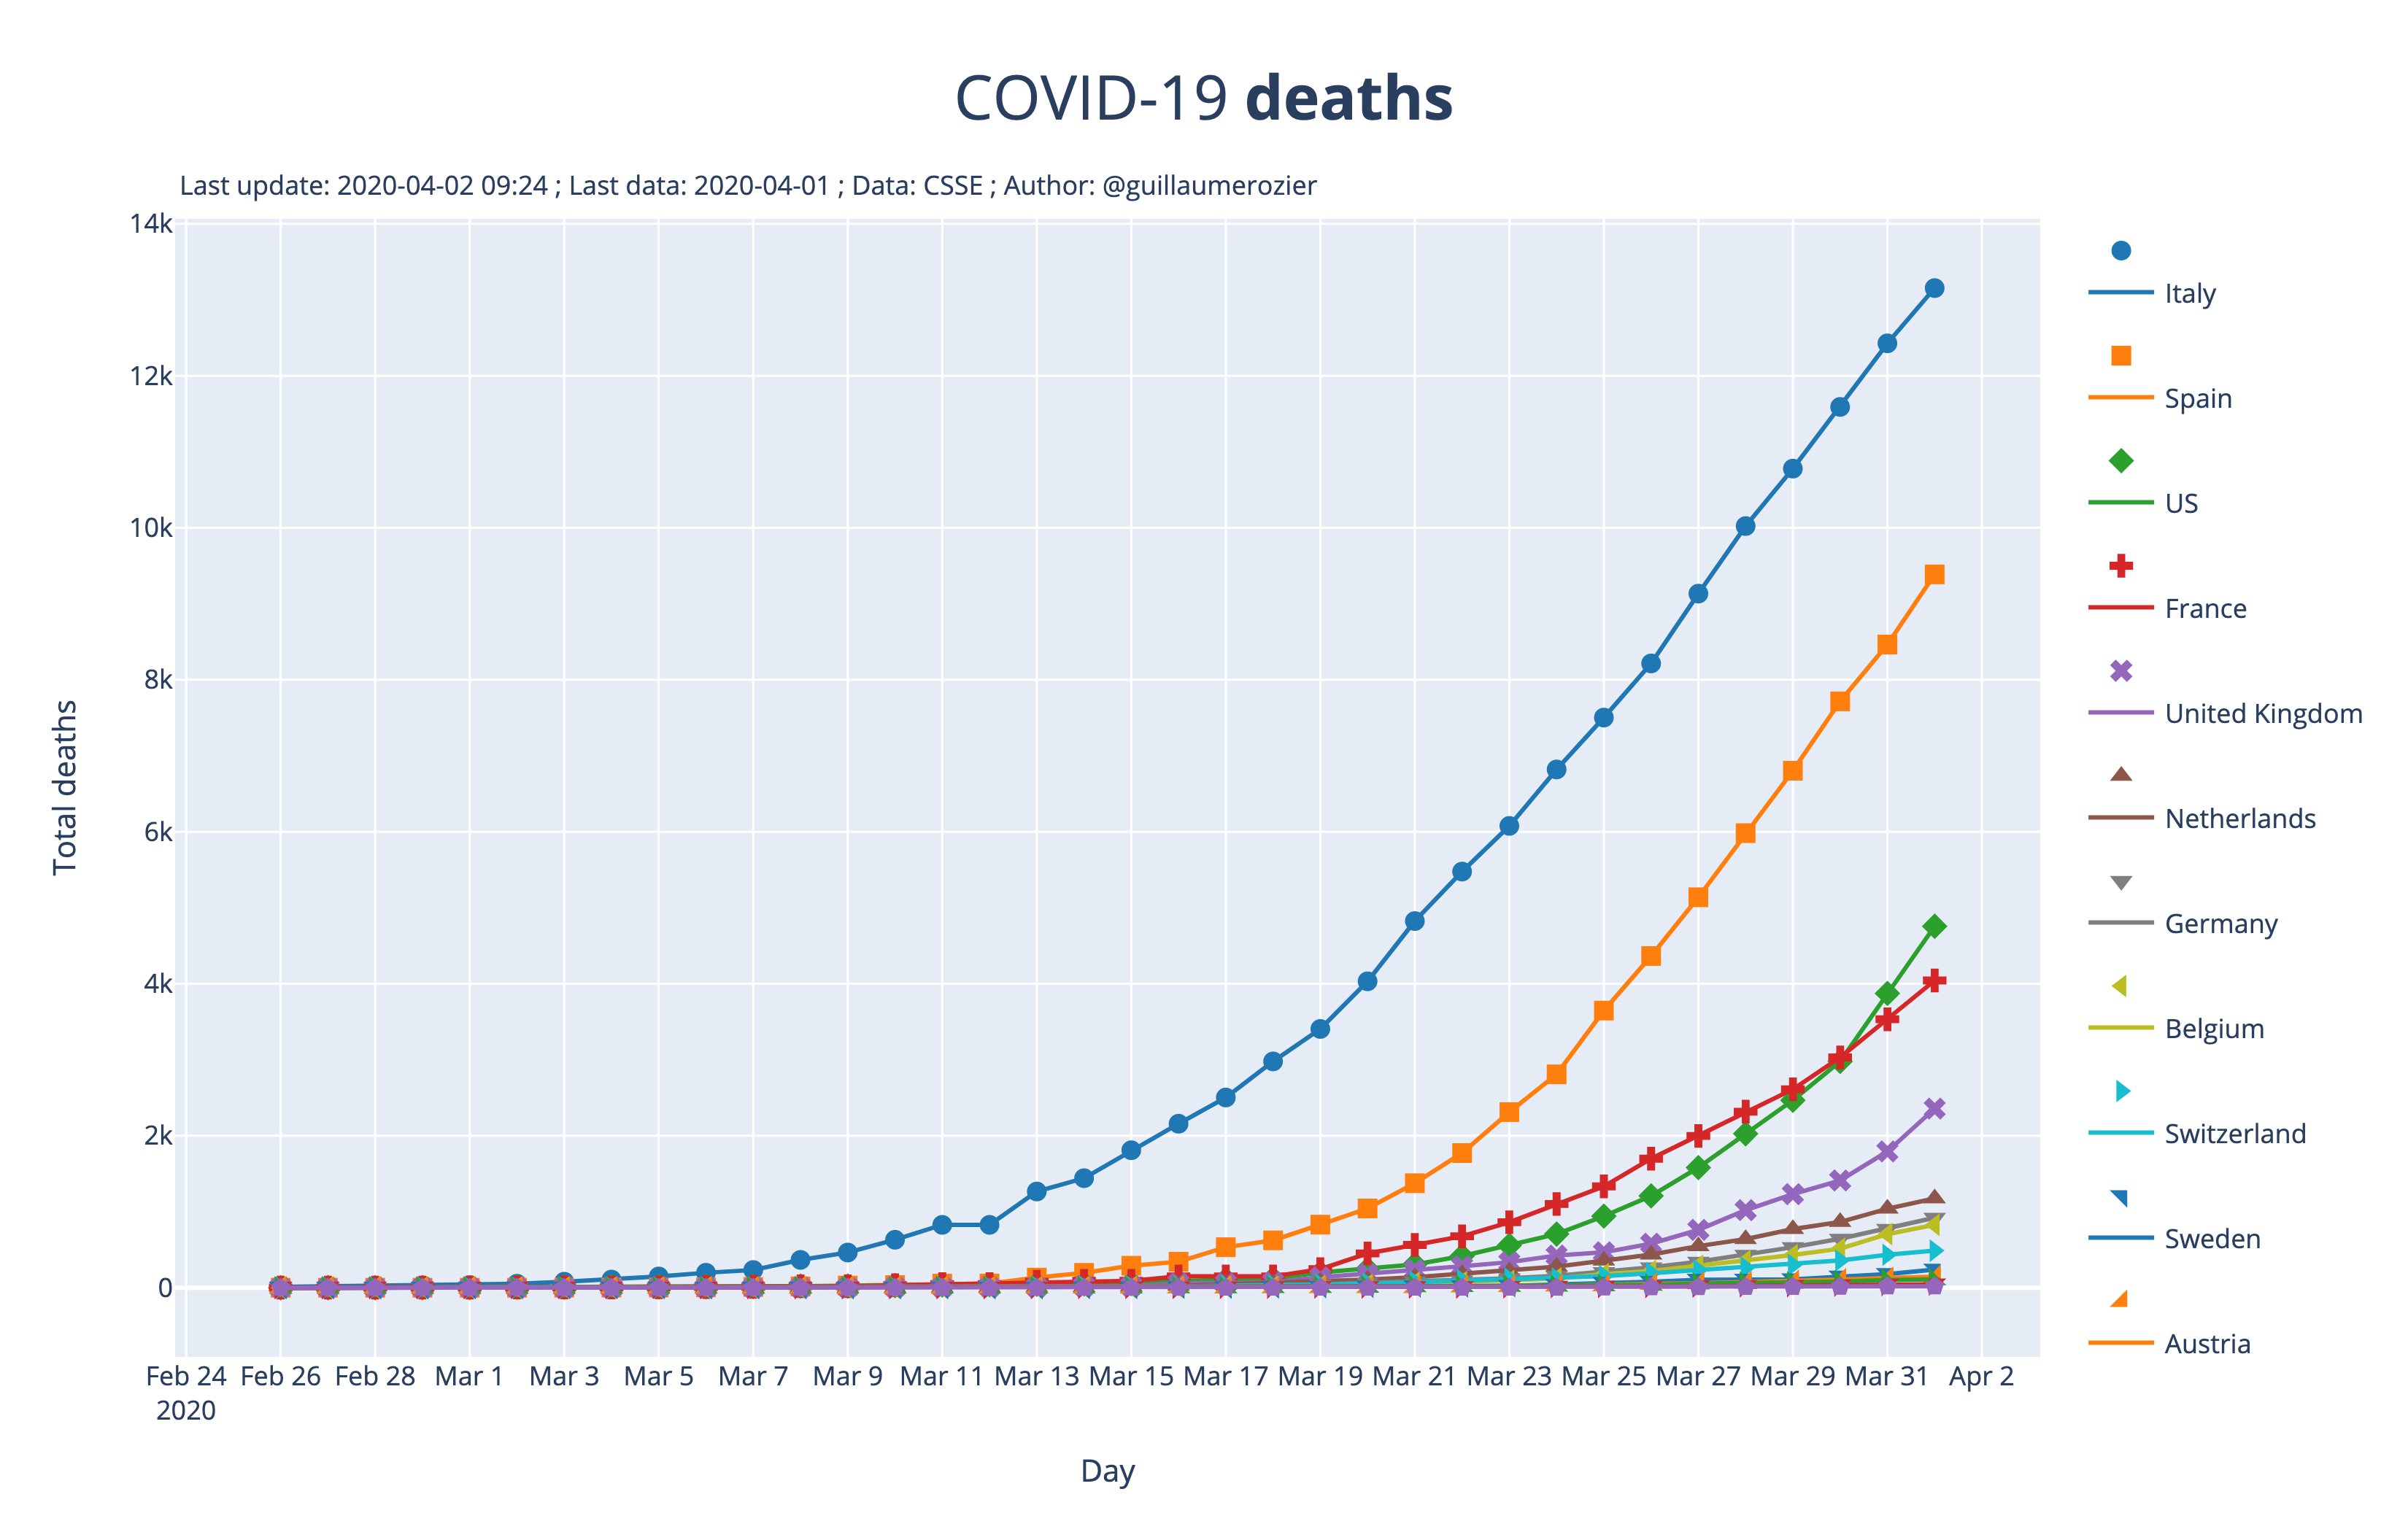 COVID-19 deaths
Last update: 2020-04-02 09:24 ; Last data: 2020-04-01 ; Data: CSSE ; Author: @guillaumerozier
14k
12k
10k
8k
6k
4k
2k
0
Total deaths
Feb 24 Feb 26 Feb 28 Mar 1 Mar 3 Mar 5 Mar 7 Mar 9 Mar 11 Mar 13 Mar 15 Mar 17 Mar 19 Mar 21 Mar 23 Mar 25 Mar 27 Mar 29 Mar 31 Apr 2
2020
Day
Italy
Spain
US
France
United Kingdom
Netherlands
Germany
Belgium
Switzerland
Sweden
Austria